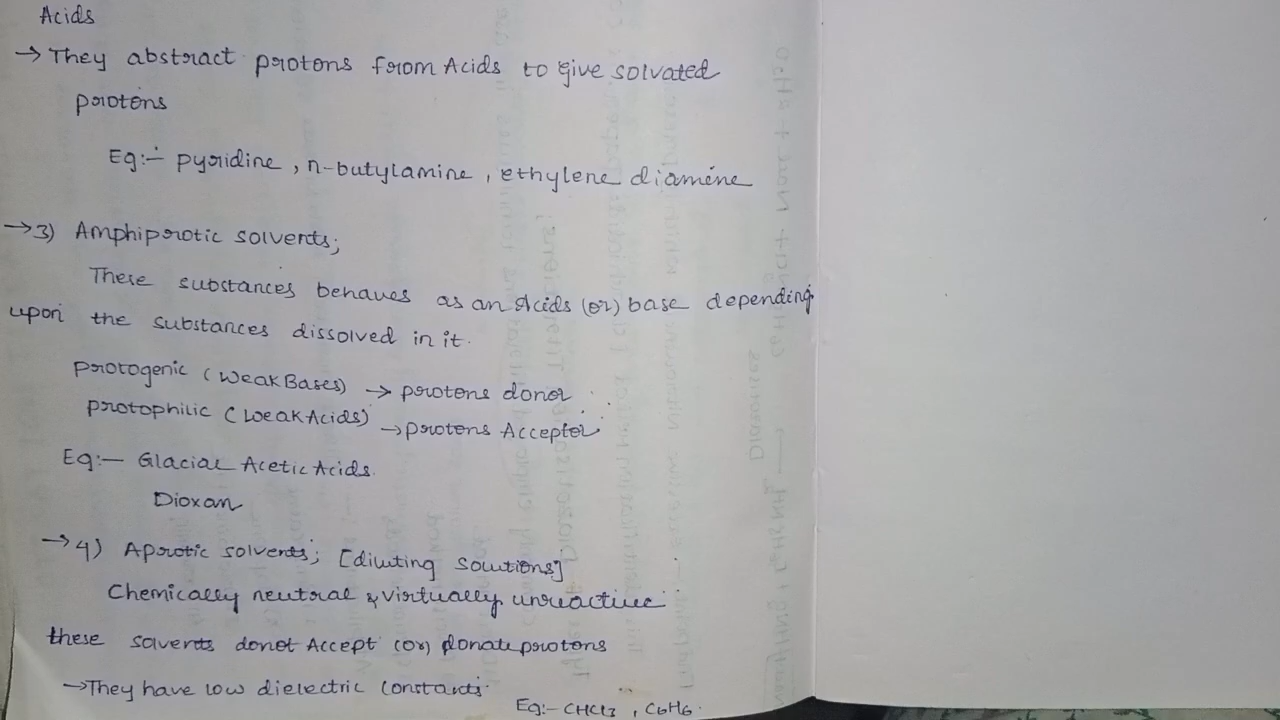 Acids
→ They abstract protons from Acids to give solvated
protons
Eg:- pyridine, n-butylamine, ethylene diamine
→3) Amphiprotic solvents;
These substances behaves as an Acids (or) base depending
upon the substances dissolved in it.
protogenic (Weak Bases) → protons donor
protophilic (Weak Acids) → protons Acceptor
Eg:- Glacial Acetic Acids.
Dioxan
→4) Aprotic solvents; [diluting solutions]
Chemically neutral & virtually unreactive
these solvents donot Accept (or) donate protons
→They have low dielectric constants.
Eg:- CHCl3, C6H6.